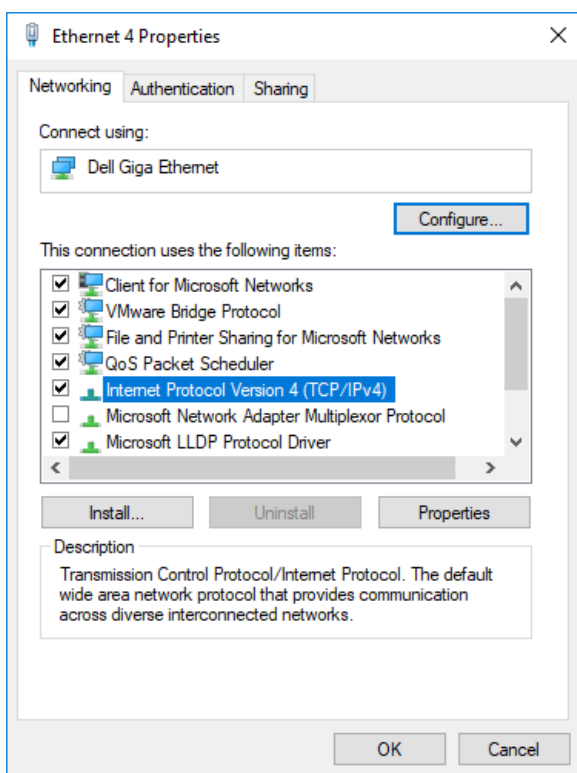 Ethernet 4 Properties
Networking Authentication Sharing
Connect using:
Dell Giga Ethernet
Configure...
This connection uses the following items:
Client for Microsoft Networks
VMware Bridge Protocol
File and Printer Sharing for Microsoft Networks
QoS Packet Scheduler
Internet Protocol Version 4 (TCP/IPv4)
Microsoft Network Adapter Multiplexor Protocol
Microsoft LLDP Protocol Driver
Install... Uninstall Properties
Description
Transmission Control Protocol/Internet Protocol. The default
wide area network protocol that provides communication
across diverse interconnected networks.
OK Cancel